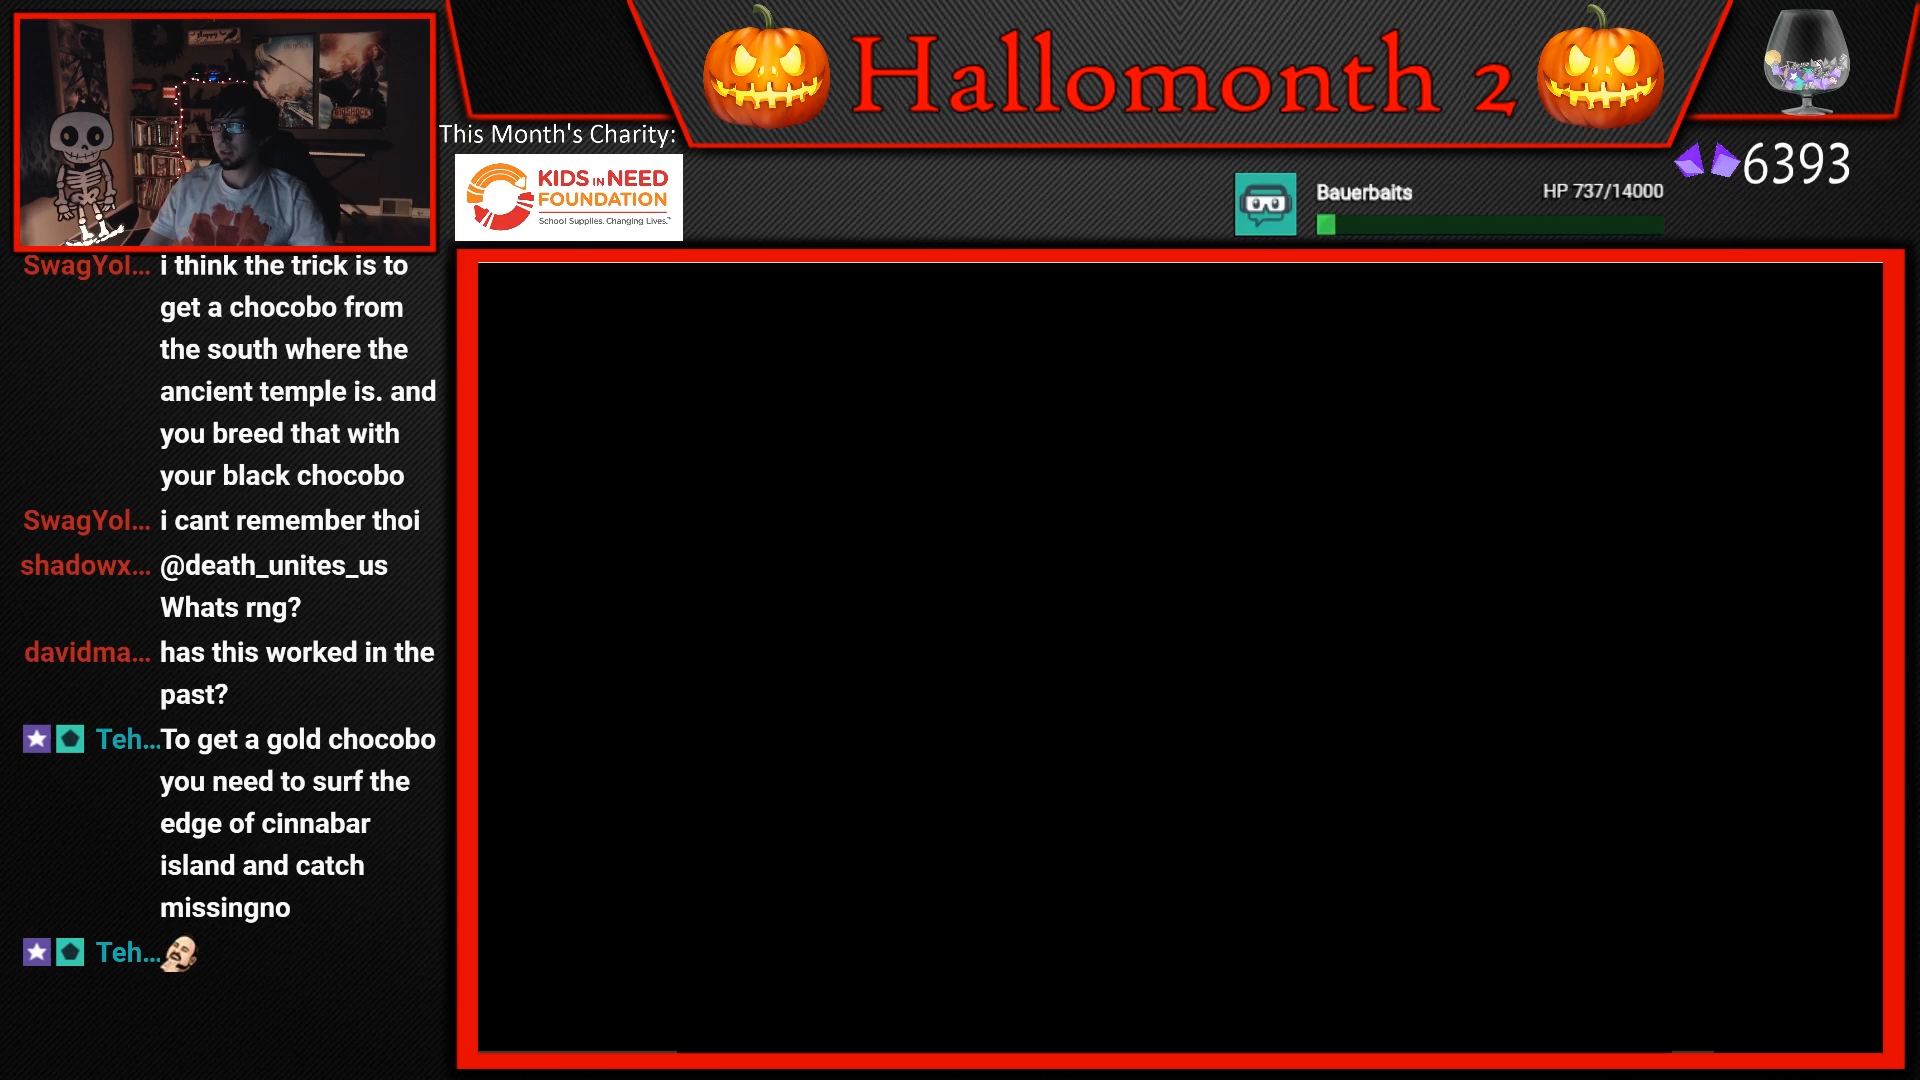 Hallomonth 2
This Month's Charity:
KIDS IN NEED
FOUNDATION
School Supplies. Changing Lives.™
6393
Bauerbaits HP 737/14000
SwagYol... i think the trick is to
get a chocobo from
the south where the
ancient temple is. and
you breed that with
your black chocobo
SwagYol... i cant remember thoi
shadowx... @death_unites_us
Whats rng?
davidma... has this worked in the
past?
Teh... To get a gold chocobo
you need to surf the
edge of cinnabar
island and catch
missingno
Teh...